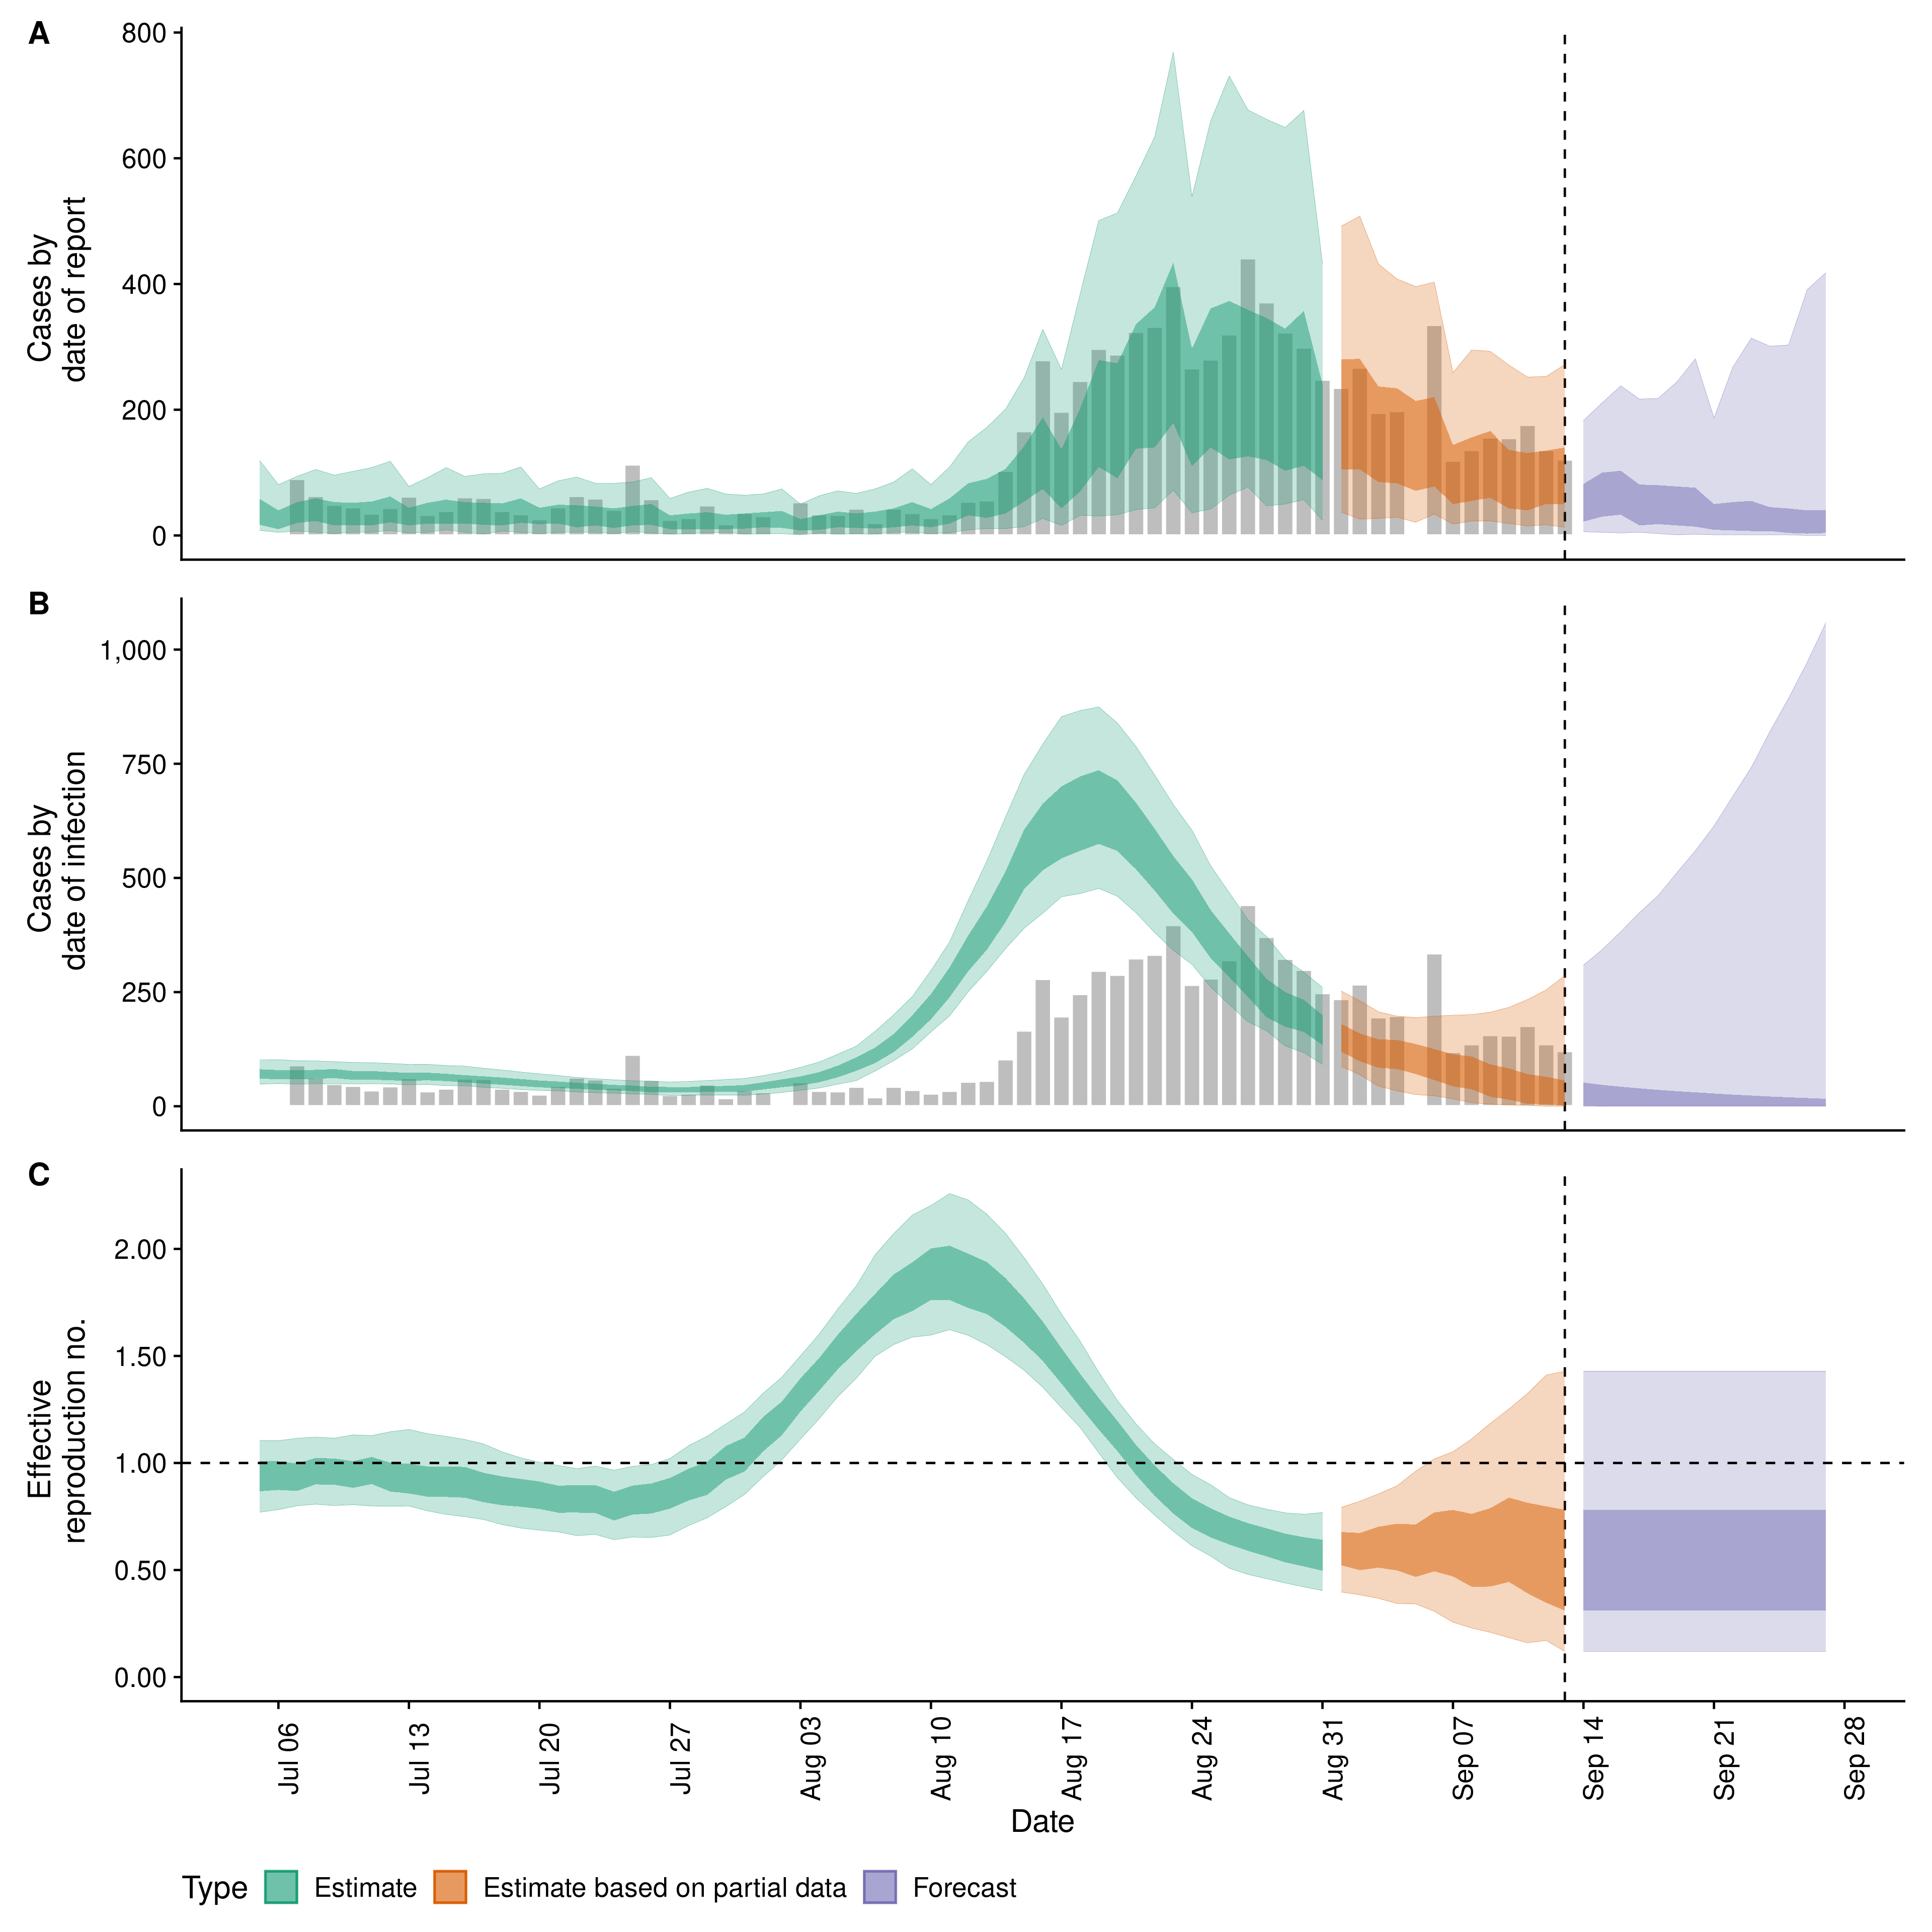 A
800
600
400
200
0
Cases by
date of report
B
1,000
750
500
250
0
Cases by
date of infection
C
2.00
1.50
1.00
0.50
0.00
Effective
reproduction no.
Jul 06
Jul 13
Jul 20
Jul 27
Aug 03
Aug 10
Aug 17
Aug 24
Aug 31
Sep 07
Sep 14
Sep 21
Sep 28
Date
Type Estimate Estimate based on partial data Forecast